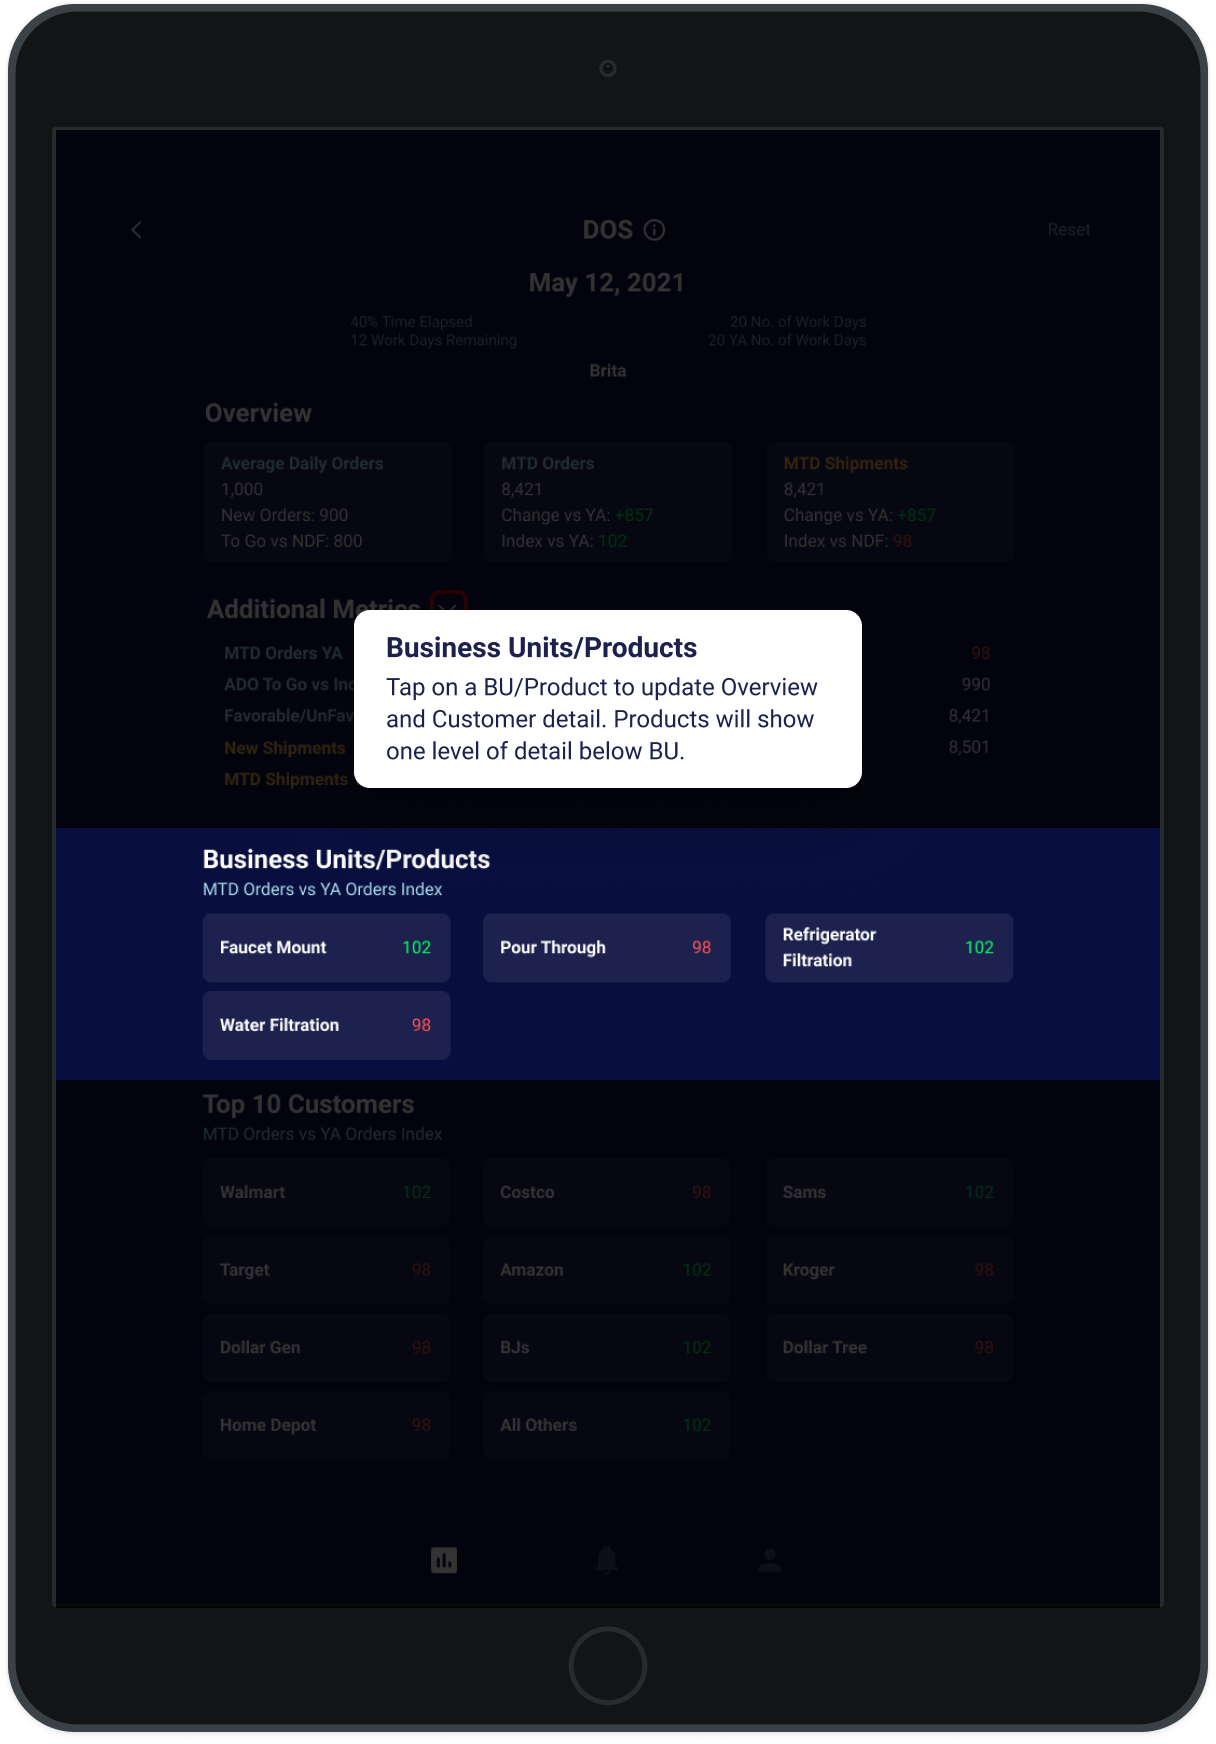 DOS
Reset
May 12, 2021
40% Time Elapsed
20 No. of Work Days
12 Work Days Remaining
20 YA No. of Work Days
Brita
Overview
Average Daily Orders
1,000
New Orders: 900
To Go vs NDF: 800
MTD Orders
8,421
Change vs YA: +857
Index vs YA: 102
MTD Shipments
8,421
Change vs YA: +857
Index vs NDF: 98
Additional Metrics
MTD Orders YA
98
ADO To Go vs
990
Favorable/UnFav
8,421
New Shipments
8,501
MTD Shipments
Business Units/Products
Tap on a BU/Product to update Overview
and Customer detail. Products will show
one level of detail below BU.
Business Units/Products
MTD Orders vs YA Orders Index
Faucet Mount 102
Pour Through 98
Refrigerator
Filtration 102
Water Filtration 98
Top 10 Customers
MTD Orders vs YA Orders Index
Walmart 102
Costco 98
Sams 102
Target 98
Amazon 102
Kroger 98
Dollar Gen 98
BJs 102
Dollar Tree 98
Home Depot 98
All Others 102